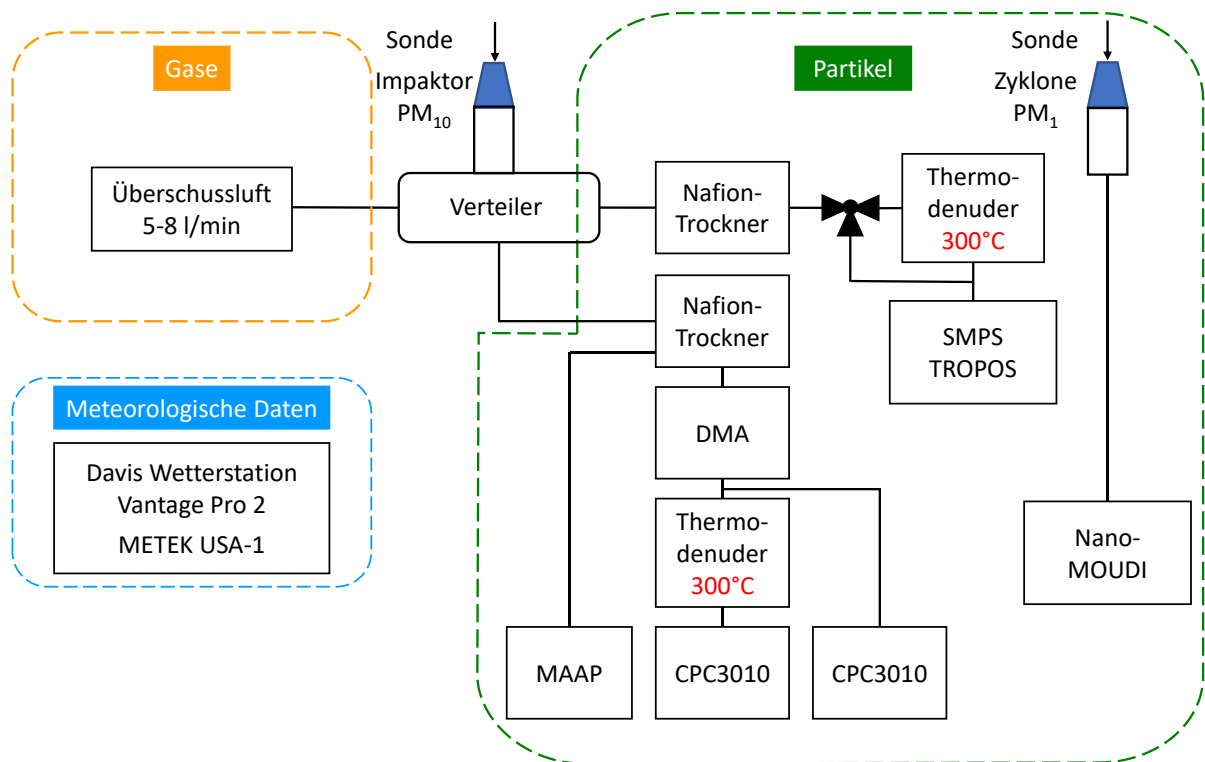 Gase
Sonde
Impaktor
PM₁₀
Partikel
Sonde
Zyklone
PM₁
Überschussluft
5-8 l/min
Verteiler
Nafion-
Trockner
Thermo-
denuder
300°C
Nafion-
Trockner
SMPS
TROPOS
Meteorologische Daten
Davis Wetterstation
Vantage Pro 2
METEK USA-1
DMA
Thermo-
denuder
300°C
Nano-
MOUDI
MAAP
CPC3010
CPC3010